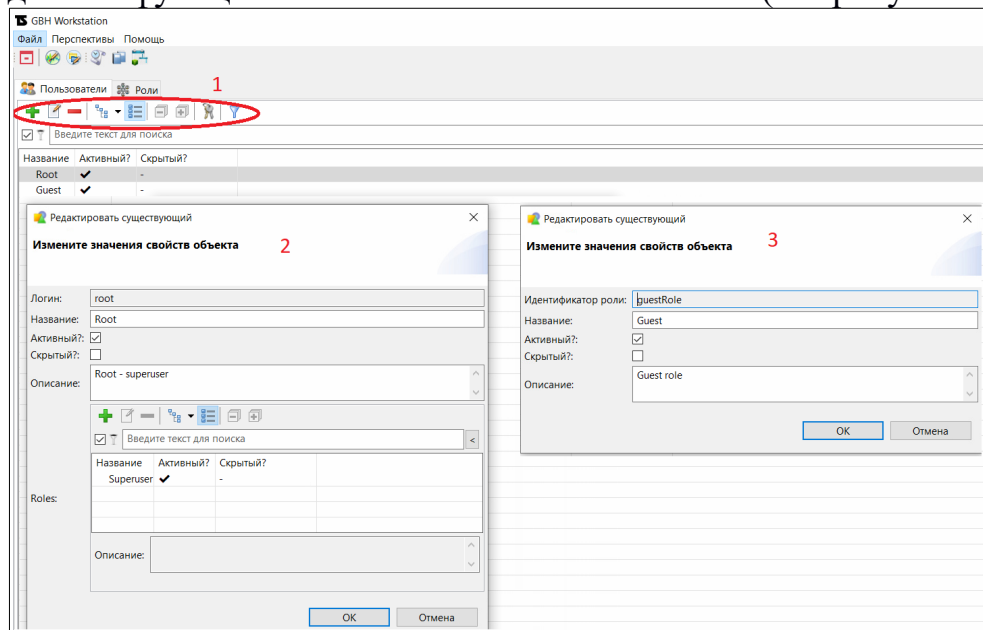 GBH Workstation
Файл Перспективы Помощь
Пользователи Роли
1
Введите текст для поиска
Название Активный? Скрытый?
Root ✔ -
Guest ✔ -
Редактировать существующий
Измените значения свойств объекта
2
Логин: root
Название: Root
Активный?:
Скрытый?:
Описание: Root - superuser
Введите текст для поиска
<
Название Активный? Скрытый?
Superuser ✔ -
Roles:
Описание:
OK Отмена
Редактировать существующий
Измените значения свойств объекта
3
Идентификатор роли: guestRole
Название: Guest
Активный?:
Скрытый?:
Описание: Guest role
OK Отмена